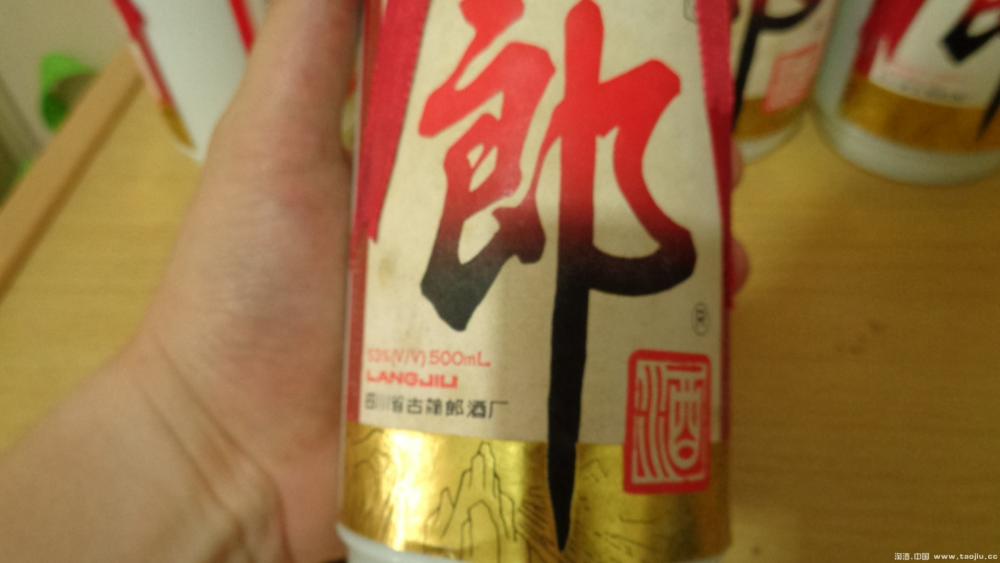 郎
53%(V/V) 500mL
LANGJIU
四川省古蔺郎酒厂
酒
淘酒.中国 www.taojiu.cc